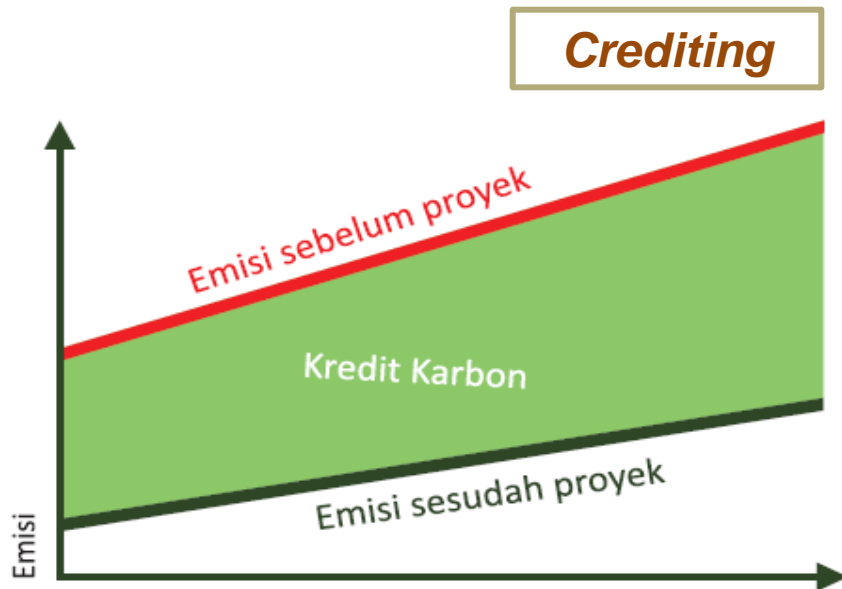 Crediting
Emisi sebelum proyek
Kredit Karbon
Emisi sesudah proyek
Emisi